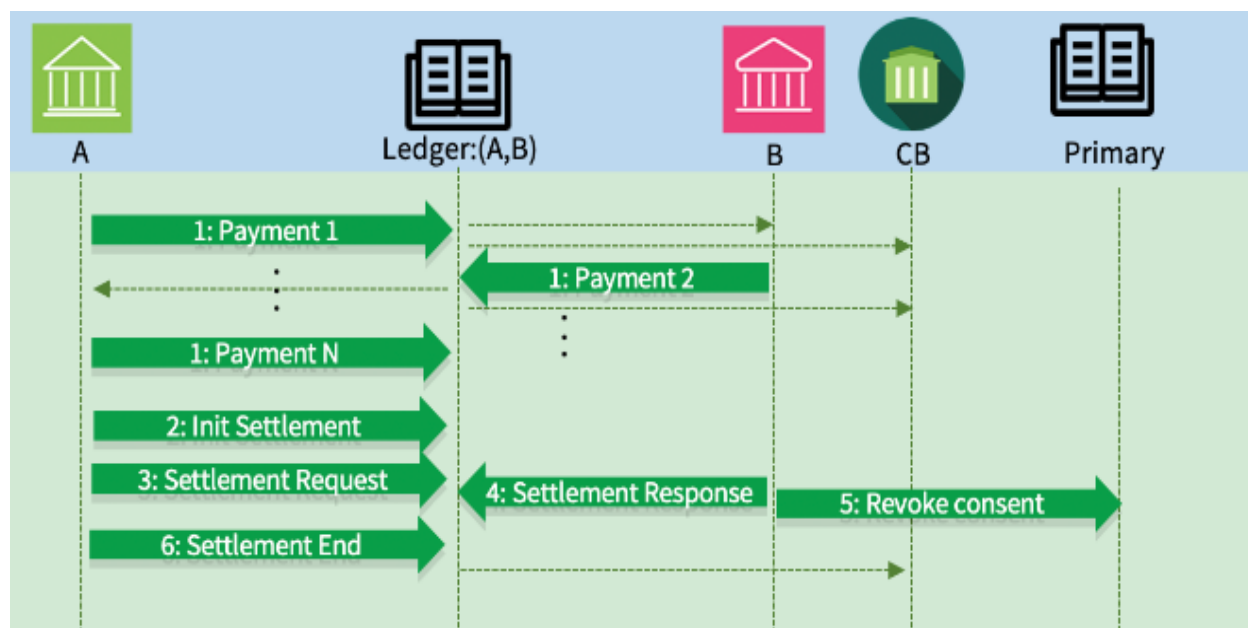 A
Ledger:(A,B)
B
CB
Primary
1: Payment 1
1: Payment 2
1: Payment N
2: Init Settlement
3: Settlement Request
4: Settlement Response
5: Revoke consent
6: Settlement End